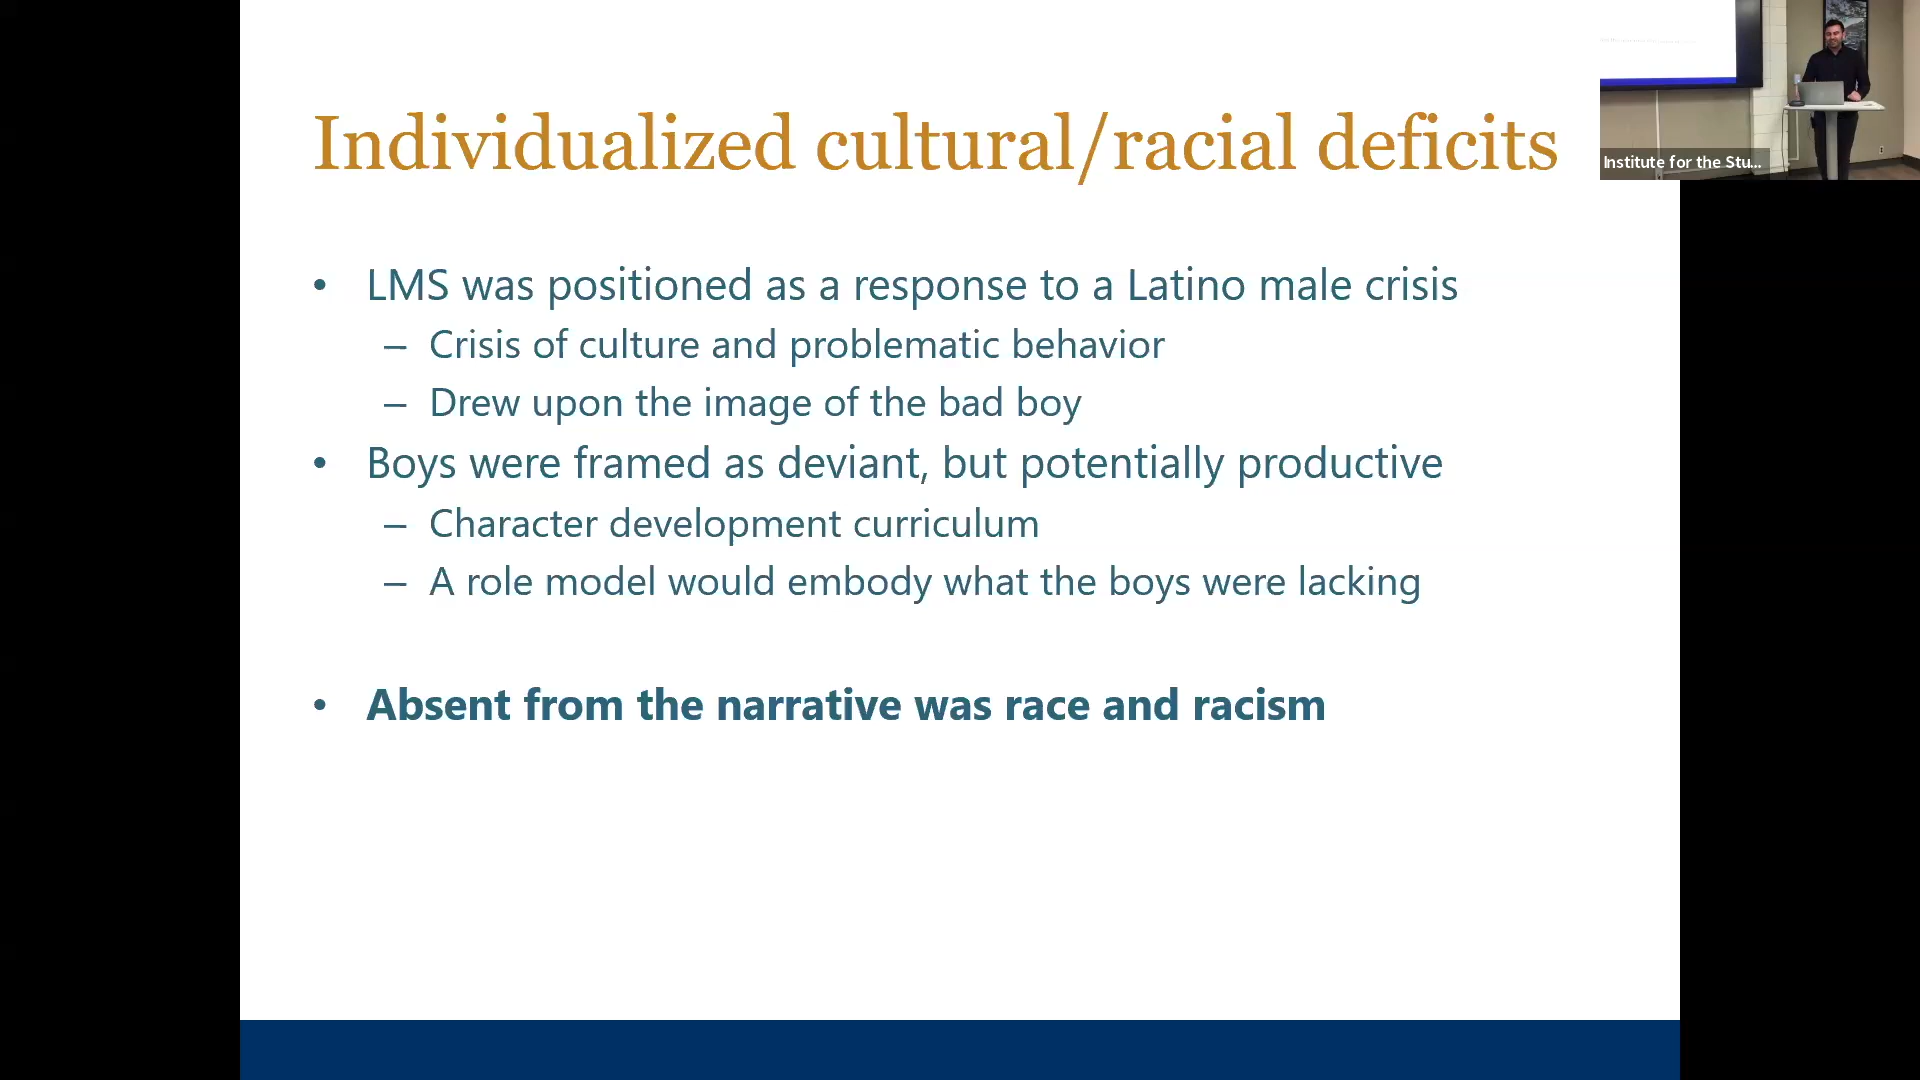 Individualized cultural/racial deficits
Institute for the Stu...
• LMS was positioned as a response to a Latino male crisis
– Crisis of culture and problematic behavior
– Drew upon the image of the bad boy
• Boys were framed as deviant, but potentially productive
– Character development curriculum
– A role model would embody what the boys were lacking
• Absent from the narrative was race and racism